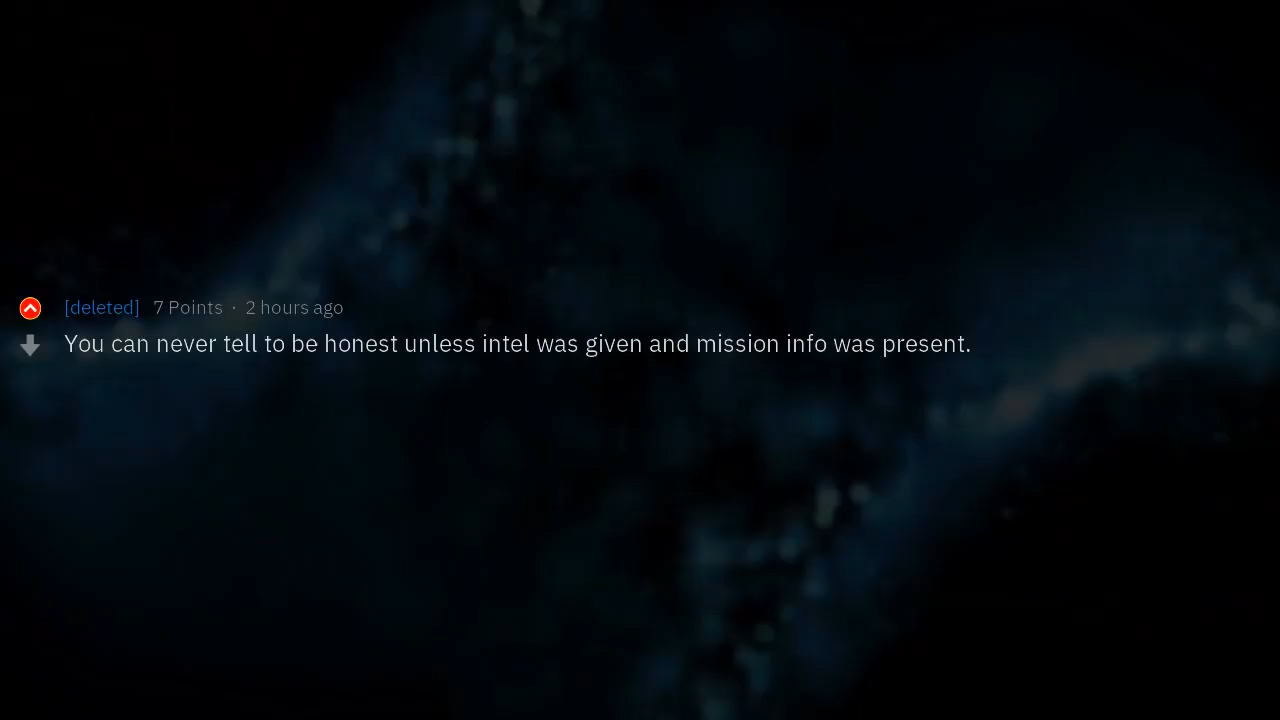 [deleted] 7 Points · 2 hours ago
You can never tell to be honest unless intel was given and mission info was present.